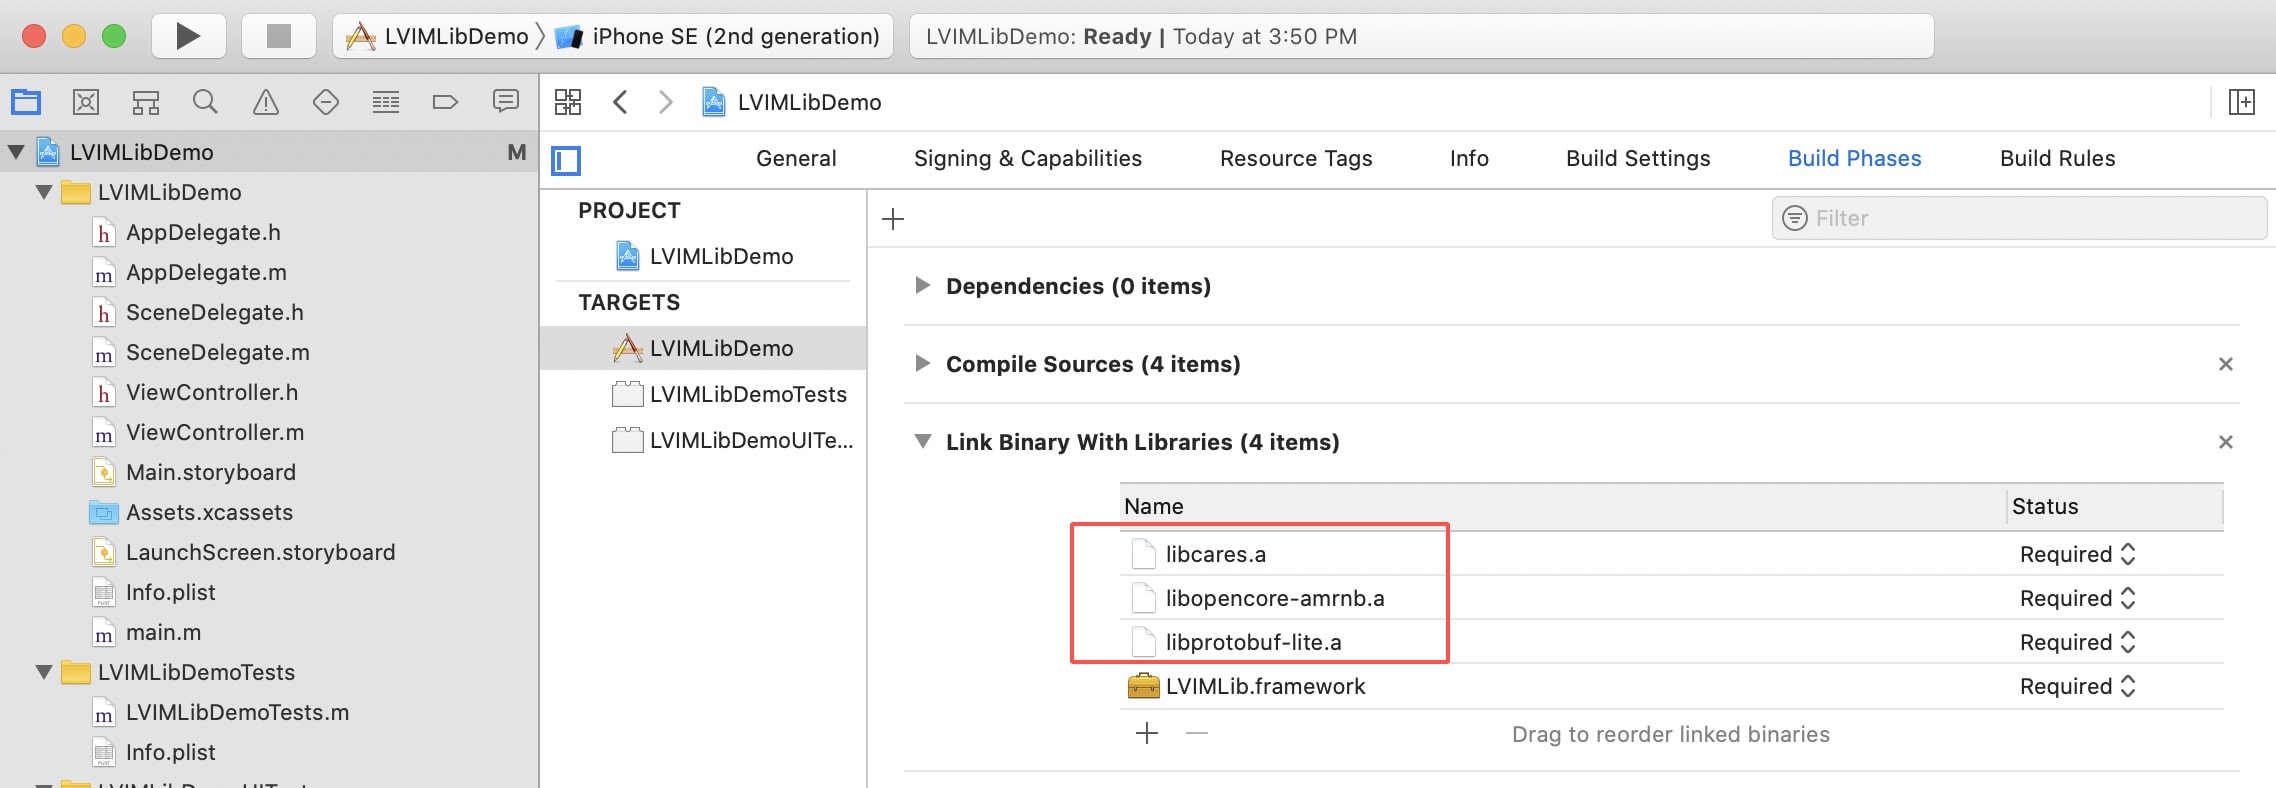 LVIMLibDemo
iPhone SE (2nd generation)
LVIMLibDemo: Ready | Today at 3:50 PM
LVIMLibDemo
LVIMLibDemo M
General
Signing & Capabilities
Resource Tags
Info
Build Settings
Build Phases
Build Rules
LVIMLibDemo
AppDelegate.h
AppDelegate.m
SceneDelegate.h
SceneDelegate.m
ViewController.h
ViewController.m
Main.storyboard
Assets.xcassets
LaunchScreen.storyboard
Info.plist
main.m
LVIMLibDemoTests
LVIMLibDemoTests.m
Info.plist
PROJECT
LVIMLibDemo
TARGETS
LVIMLibDemo
LVIMLibDemoTests
LVIMLibDemoUITe...
Filter
Dependencies (0 items)
Compile Sources (4 items)
Link Binary With Libraries (4 items)
Name Status
libcares.a Required
libopencore-amrnb.a Required
libprotobuf-lite.a Required
LVIMLib.framework Required
Drag to reorder linked binaries